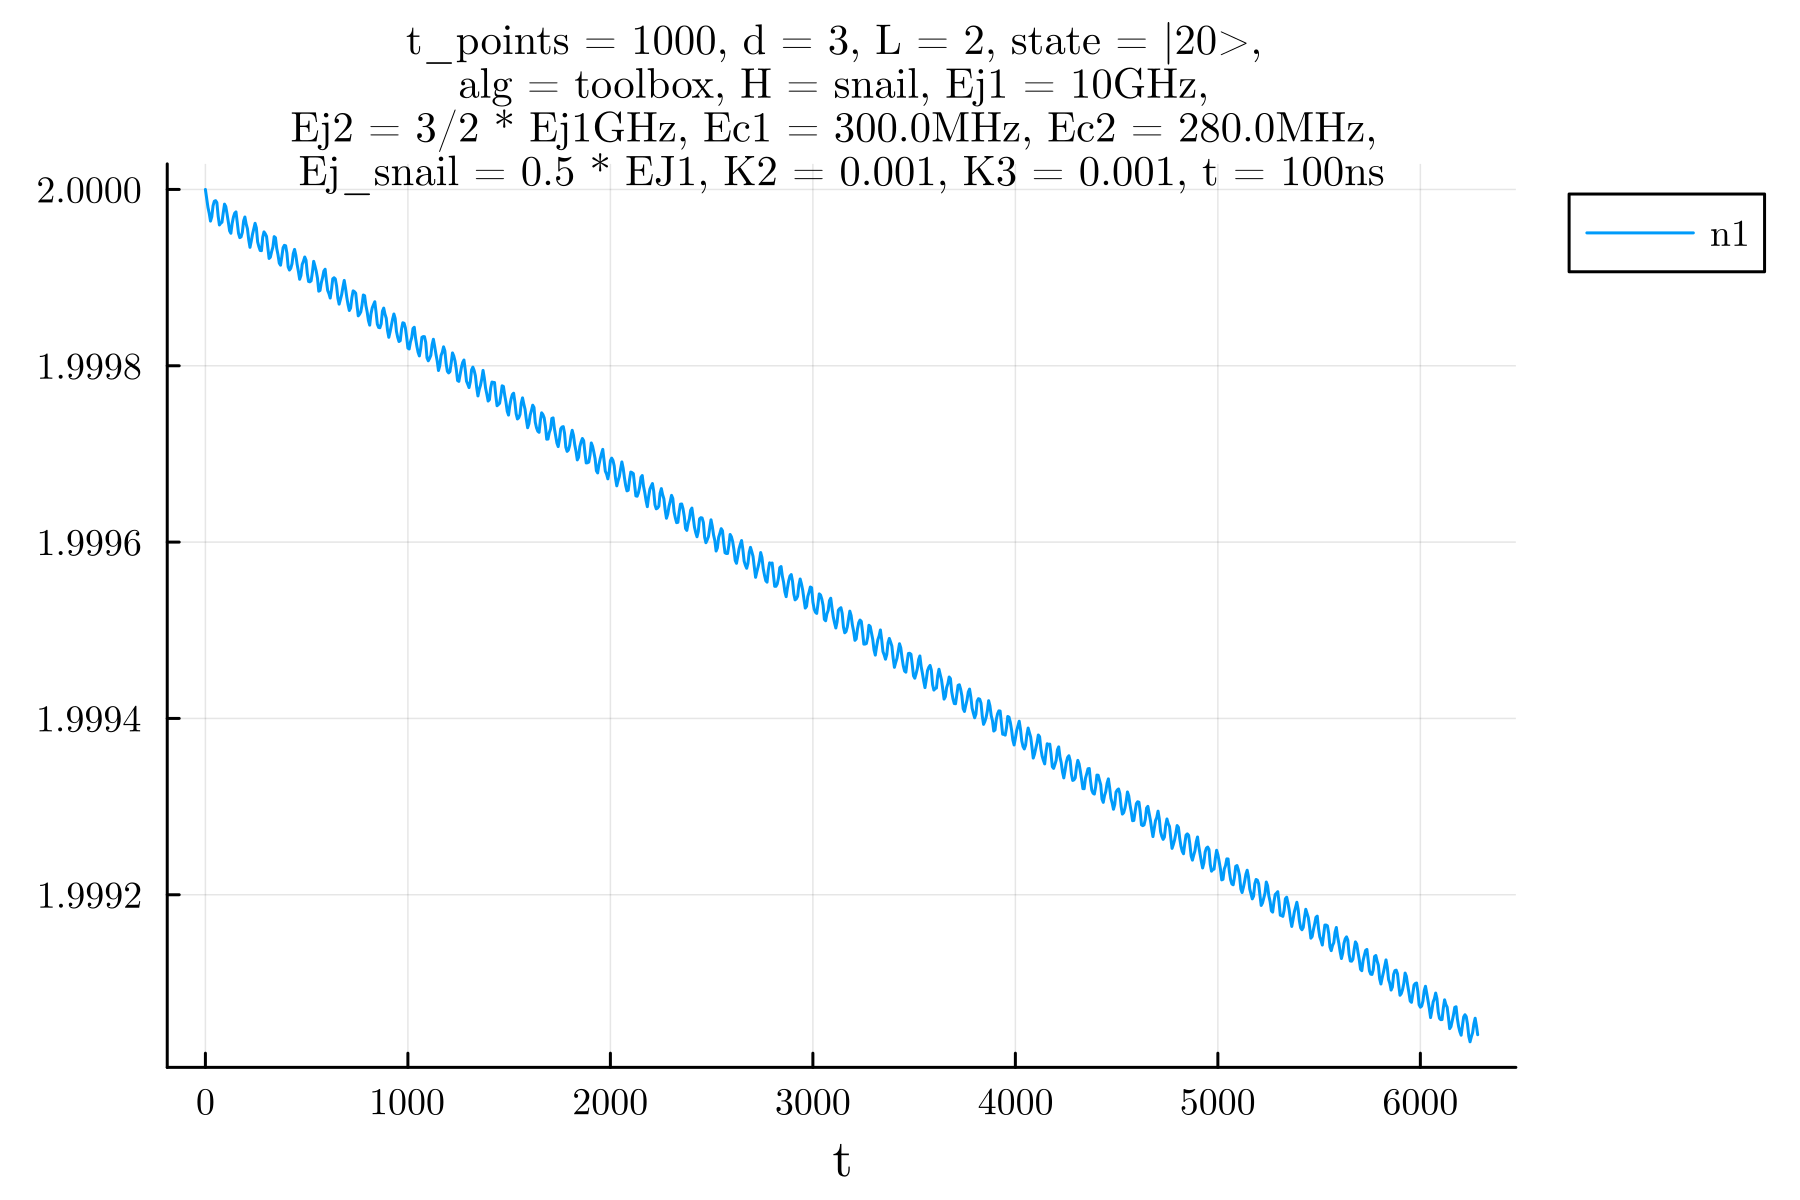 t_points = 1000, d = 3, L = 2, state = |20>,
alg = toolbox, H = snail, Ej1 = 10GHz,
Ej2 = 3/2 * Ej1GHz, Ec1 = 300.0MHz, Ec2 = 280.0MHz,
Ej_snail = 0.5 * EJ1, K2 = 0.001, K3 = 0.001, t = 100ns
2.0000
n1
1.9998
1.9996
1.9994
1.9992
0 1000 2000 3000 4000 5000 6000
t